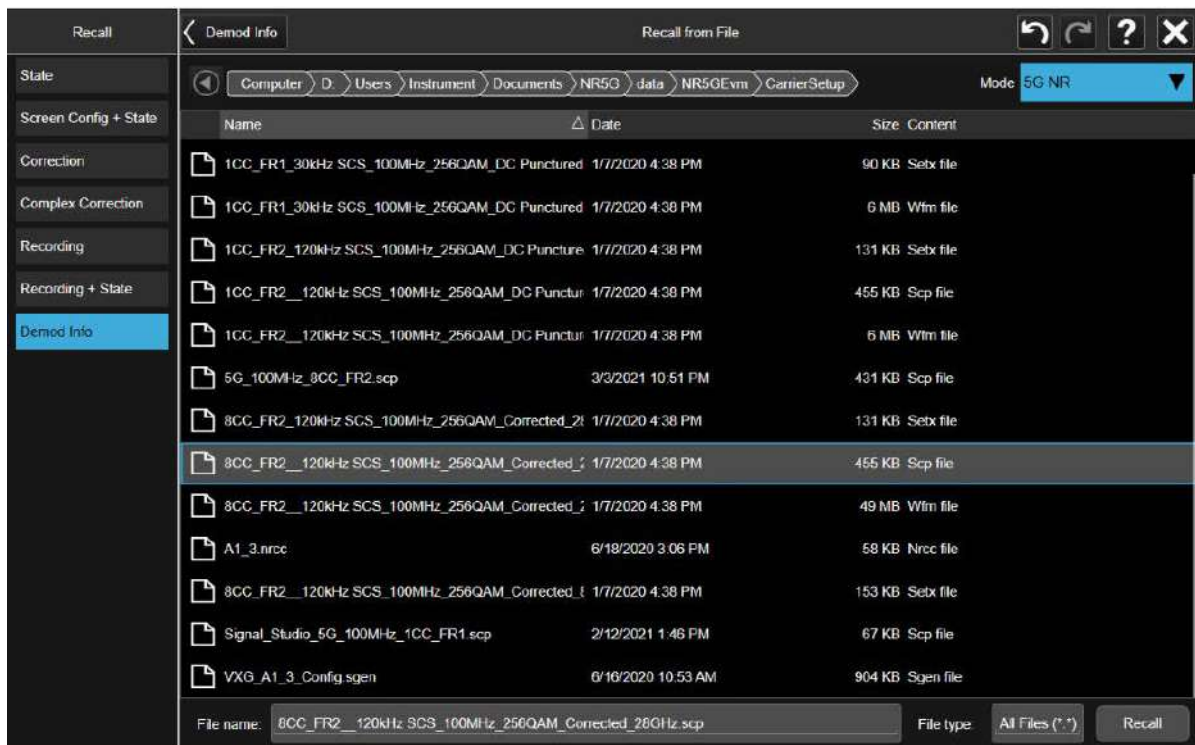 Recall
Demod Info
Recall from File
?
State
Computer D: Users Instrument Documents NR5G data NR5GEvm CarrierSetup
Mode 5G NR
Screen Config + State
Name Date Size Content
Correction
1CC_FR1_30kHz SCS_100MHz_256QAM_DC Punctured 1/7/2020 4:38 PM 90 KB Setx file
Complex Correction
1CC_FR1_30kHz SCS_100MHz_256QAM_DC Punctured 1/7/2020 4:38 PM 6 MB Wfm file
Recording
1CC_FR2_120kHz SCS_100MHz_256QAM_DC Puncture 1/7/2020 4:38 PM 131 KB Setx file
Recording + State
1CC_FR2__120kHz SCS_100MHz_256QAM_DC Punctur 1/7/2020 4:38 PM 455 KB Scp file
Demod Info
1CC_FR2__120kHz SCS_100MHz_256QAM_DC Punctur 1/7/2020 4:38 PM 6 MB Wfm file
5G_100MHz_8CC_FR2.scp 3/3/2021 10:51 PM 431 KB Scp file
8CC_FR2_120kHz SCS_100MHz_256QAM_Corrected_28 1/7/2020 4:38 PM 131 KB Setx file
8CC_FR2__120kHz SCS_100MHz_256QAM_Corrected_2 1/7/2020 4:38 PM 455 KB Scp file
8CC_FR2__120kHz SCS_100MHz_256QAM_Corrected_2 1/7/2020 4:38 PM 49 MB Wfm file
A1_3.nrcc 6/18/2020 3:06 PM 58 KB Nrcc file
8CC_FR2__120kHz SCS_100MHz_256QAM_Corrected_ 1/7/2020 4:38 PM 153 KB Setx file
Signal_Studio_5G_100MHz_1CC_FR1.scp 2/12/2021 1:46 PM 67 KB Scp file
VXG_A1_3_Config.sgen 6/16/2020 10:53 AM 904 KB Sgen file
File name: 8CC_FR2__120kHz SCS_100MHz_256QAM_Corrected_28GHz.scp File type: All Files (*.*) Recall